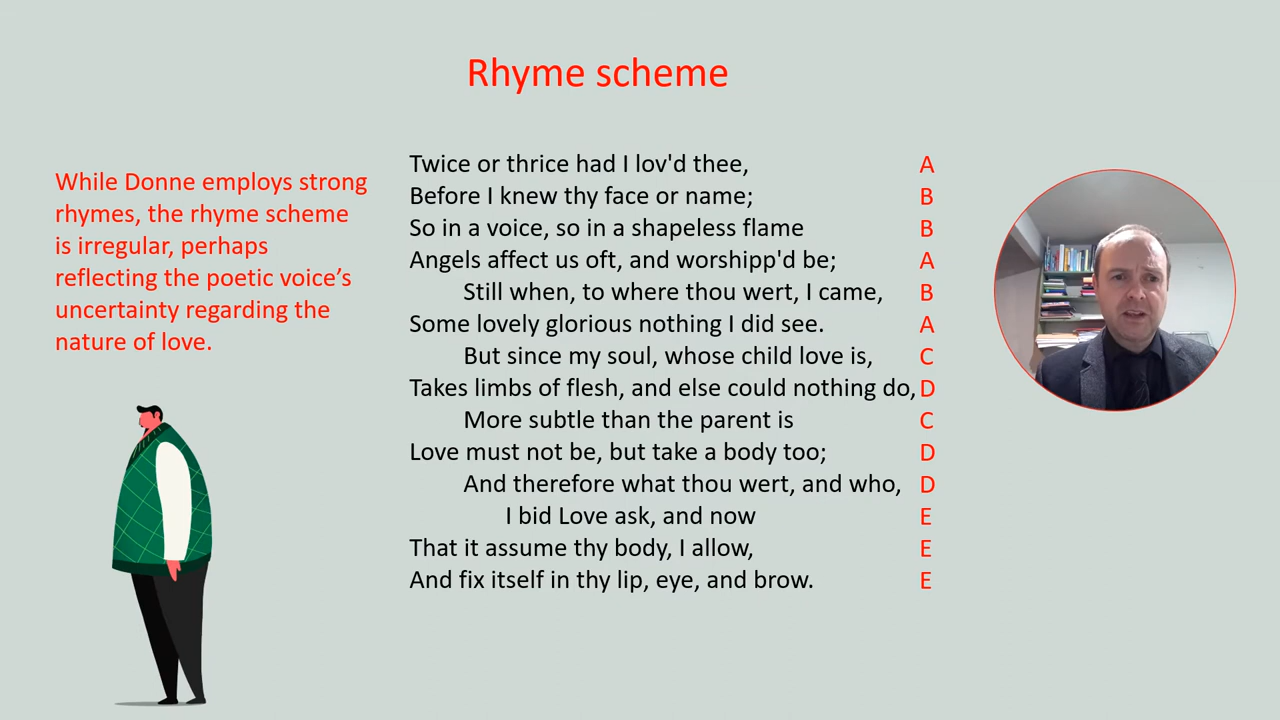 Rhyme scheme
While Donne employs strong
rhymes, the rhyme scheme
is irregular, perhaps
reflecting the poetic voice’s
uncertainty regarding the
nature of love.
Twice or thrice had I lov'd thee, A
Before I knew thy face or name; B
So in a voice, so in a shapeless flame B
Angels affect us oft, and worshipp'd be; A
Still when, to where thou wert, I came, B
Some lovely glorious nothing I did see. A
But since my soul, whose child love is, C
Takes limbs of flesh, and else could nothing do, D
More subtle than the parent is C
Love must not be, but take a body too; D
And therefore what thou wert, and who, D
I bid Love ask, and now E
That it assume thy body, I allow, E
And fix itself in thy lip, eye, and brow. E